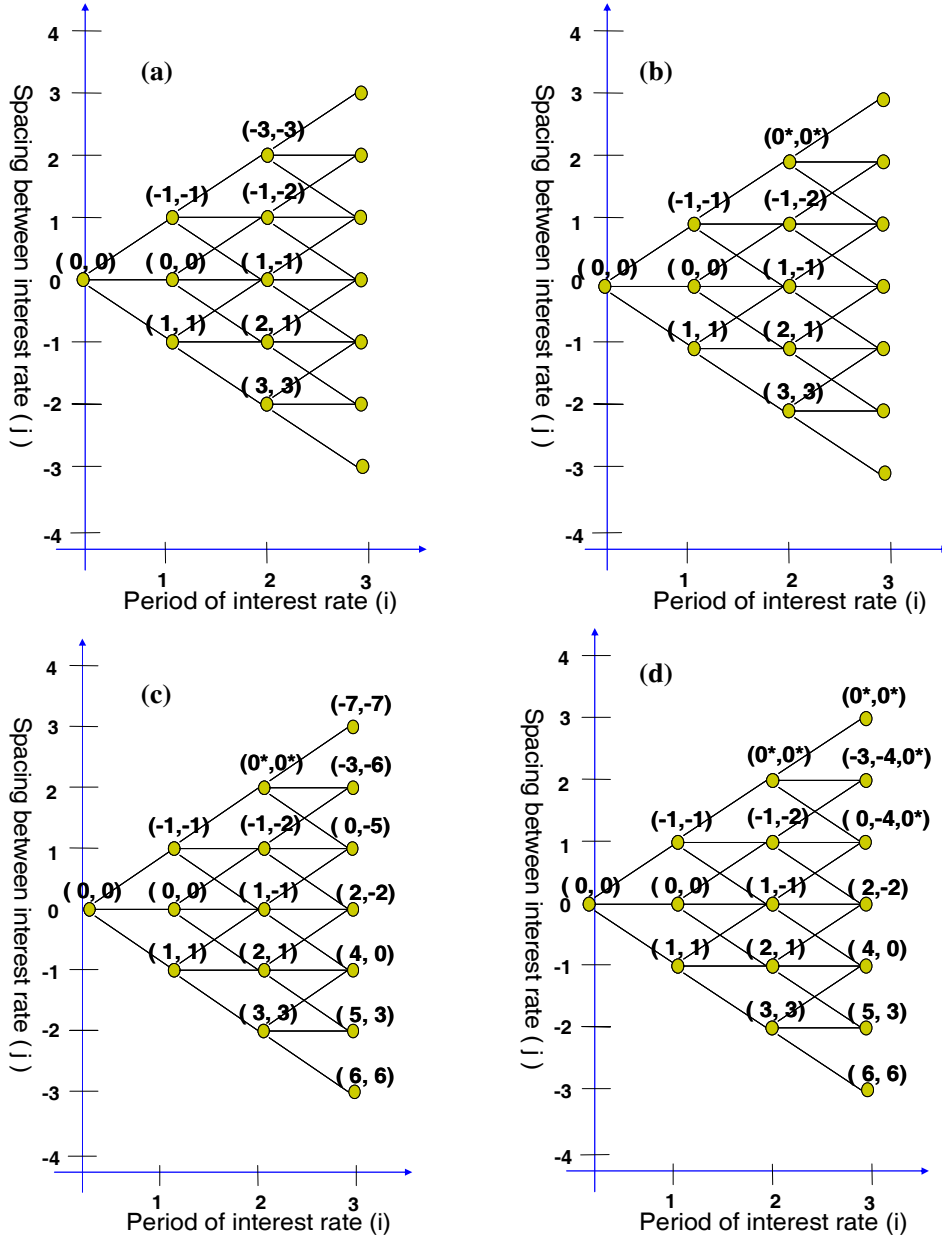 (a)
Spacing between interest rate ( j )
4
3
2
1
0
-1
-2
-3
-4
(-3,-3)
(-1,-1)
(-1,-2)
( 0, 0)
( 0, 0)
( 1,-1)
( 1, 1)
( 2, 1)
( 3, 3)
1
2
3
Period of interest rate (i)
(b)
Spacing between interest rate ( j )
4
3
2
1
0
-1
-2
-3
-4
(0*,0*)
(-1,-1)
(-1,-2)
( 0, 0)
( 0, 0)
( 1,-1)
( 1, 1)
( 2, 1)
( 3, 3)
1
2
3
Period of interest rate (i)
(c)
Spacing between interest rate ( j )
4
3
2
1
0
-1
-2
-3
-4
(-7,-7)
(0*,0*)
(-3,-6)
(-1,-1)
(-1,-2)
( 0,-5)
( 0, 0)
( 0, 0)
( 1,-1)
( 2,-2)
( 1, 1)
( 2, 1)
( 4, 0)
( 3, 3)
( 5, 3)
( 6, 6)
1
2
3
Period of interest rate (i)
(d)
Spacing between interest rate ( j )
4
3
2
1
0
-1
-2
-3
-4
(0*,0*)
(0*,0*)
(-3,-4,0*)
(-1,-1)
(-1,-2)
( 0,-4,0*)
( 0, 0)
( 0, 0)
( 1,-1)
( 2,-2)
( 1, 1)
( 2, 1)
( 4, 0)
( 3, 3)
( 5, 3)
( 6, 6)
1
2
3
Period of interest rate (i)